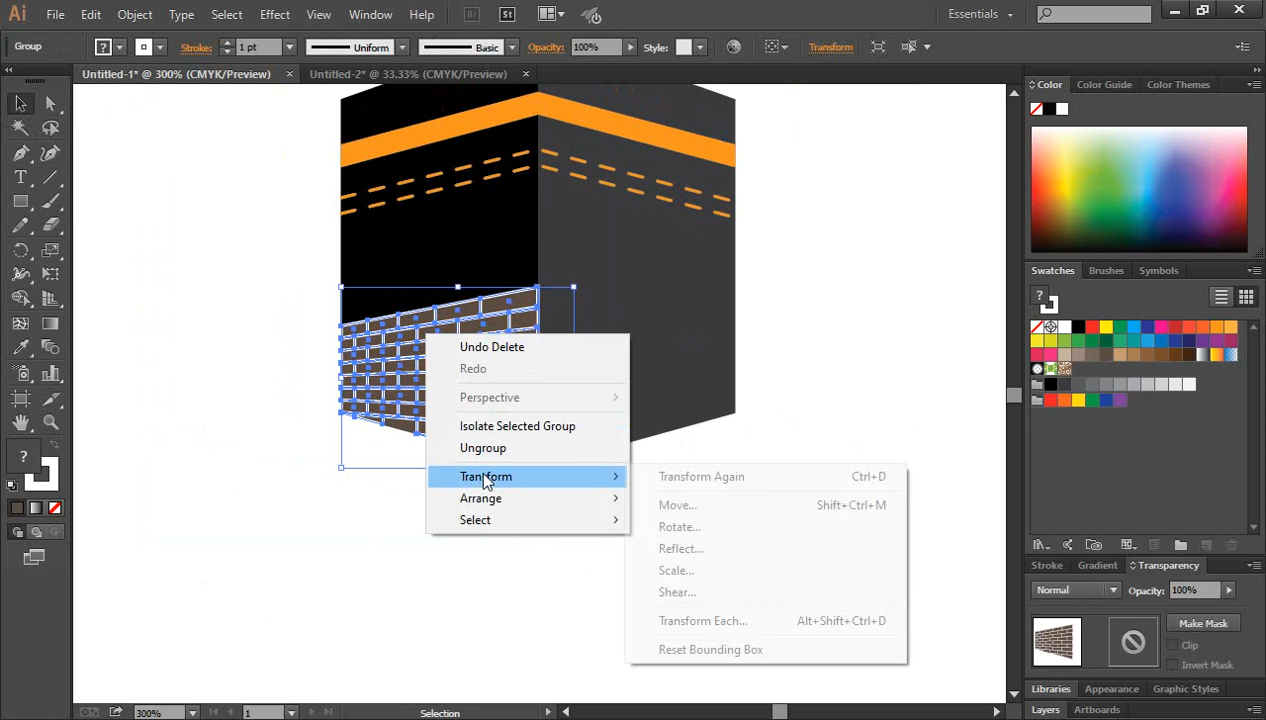 Ai File Edit Object Type Select Effect View Window Help Br St Essentials
Group Stroke: 1 pt Uniform Basic Opacity: 100% Style: Transform
Untitled-1* @ 300% (CMYK/Preview) × Untitled-2* @ 33.33% (CMYK/Preview) ×
Color Color Guide Color Themes
Swatches Brushes Symbols
Undo Delete
Redo
Perspective
Isolate Selected Group
Ungroup
Transform
Arrange
Select
Transform Again Ctrl+D
Move... Shift+Ctrl+M
Rotate...
Reflect...
Scale...
Shear...
Transform Each... Alt+Shift+Ctrl+D
Reset Bounding Box
Stroke Gradient Transparency
Normal Opacity: 100%
Make Mask
Clip
Invert Mask
Libraries Appearance Graphic Styles
Layers Artboards
300% 1 Selection